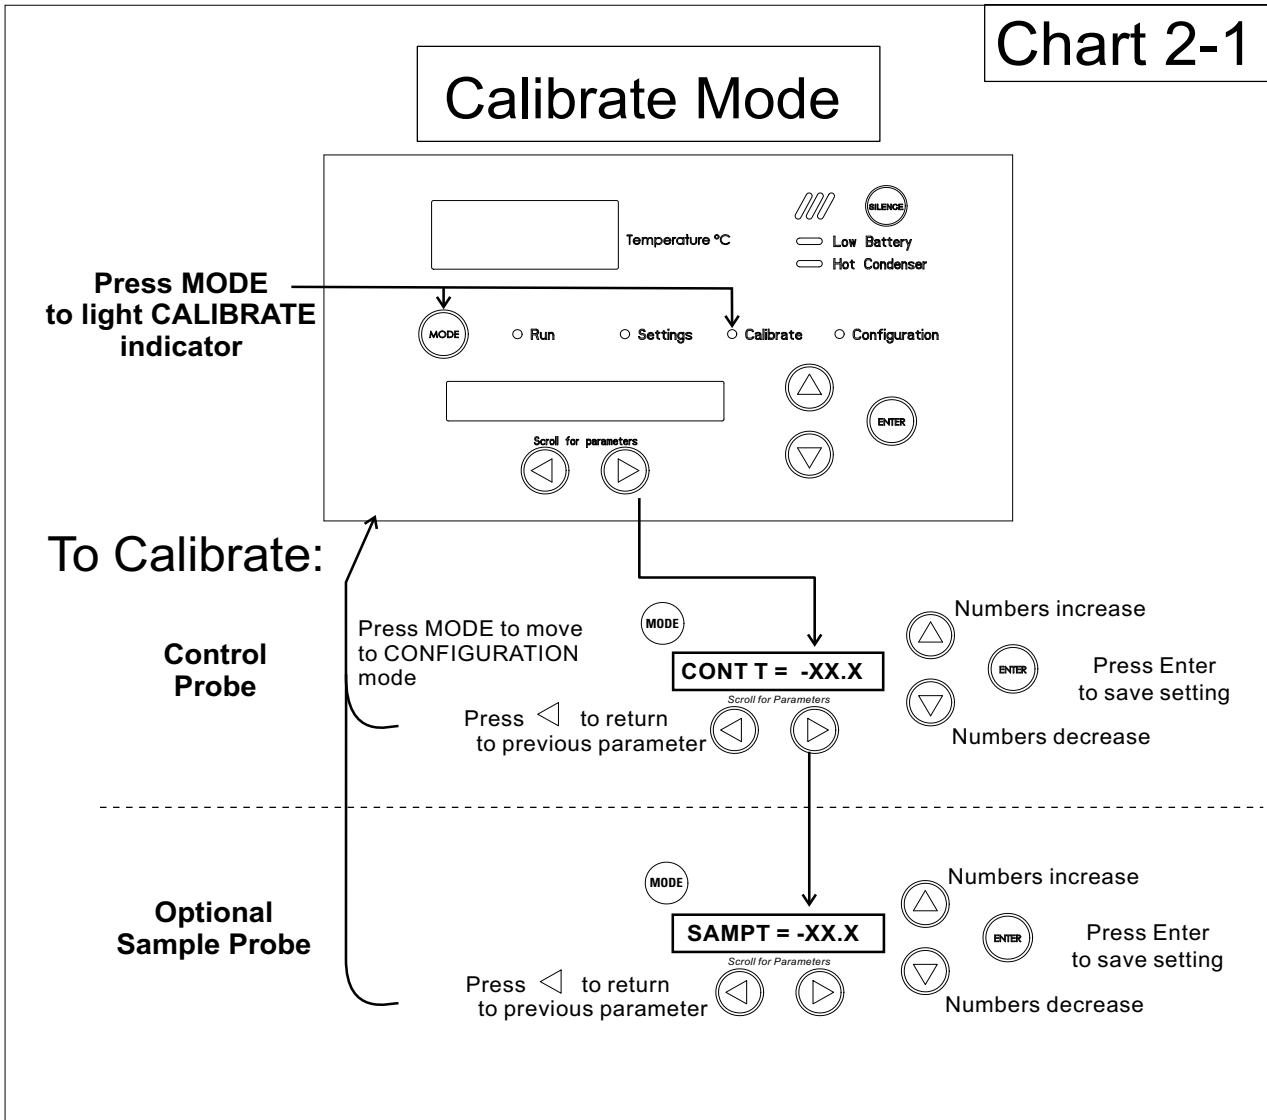 Chart 2-1
Calibrate Mode
SILENCE
Temperature °C
Low Battery
Hot Condenser
Press MODE
to light CALIBRATE
indicator
MODE
Run
Settings
Calibrate
Configuration
ENTER
Scroll for parameters
To Calibrate:
Control
Probe
Press MODE to move
to CONFIGURATION
mode
MODE
CONT T = -XX.X
Scroll for Parameters
Press ◁ to return
to previous parameter
Numbers increase
ENTER
Press Enter
to save setting
Numbers decrease
Optional
Sample Probe
MODE
SAMPT = -XX.X
Scroll for Parameters
Press ◁ to return
to previous parameter
Numbers increase
ENTER
Press Enter
to save setting
Numbers decrease